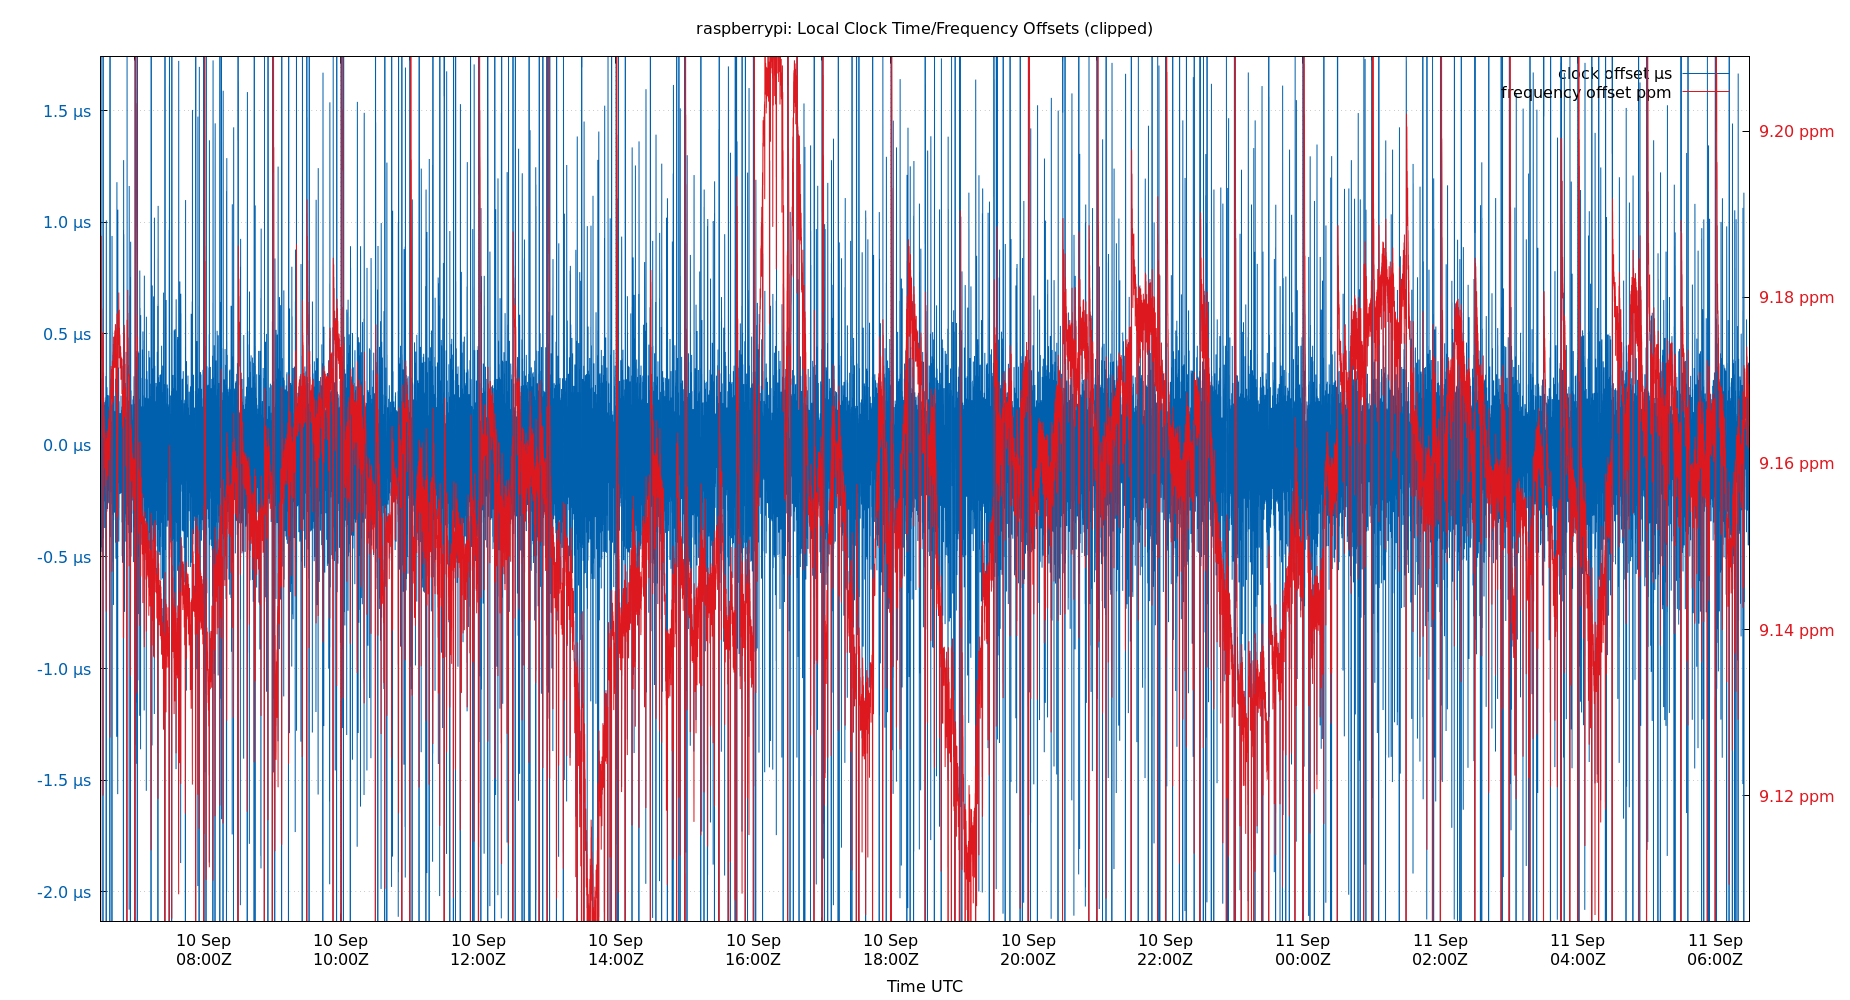 raspberrypi: Local Clock Time/Frequency Offsets (clipped)
clock offset µs
frequency offset ppm
1.5 µs
1.0 µs
0.5 µs
0.0 µs
-0.5 µs
-1.0 µs
-1.5 µs
-2.0 µs
9.20 ppm
9.18 ppm
9.16 ppm
9.14 ppm
9.12 ppm
10 Sep 10 Sep 10 Sep 10 Sep 10 Sep 10 Sep 10 Sep 10 Sep 11 Sep 11 Sep 11 Sep 11 Sep
08:00Z 10:00Z 12:00Z 14:00Z 16:00Z 18:00Z 20:00Z 22:00Z 00:00Z 02:00Z 04:00Z 06:00Z
Time UTC